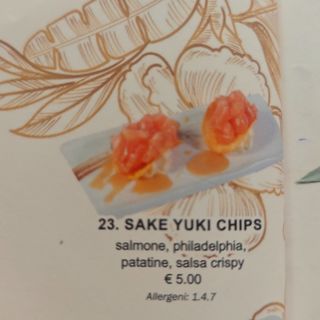 23. SAKE YUKI CHIPS
salmone, philadelphia,
patatine, salsa crispy
€ 5.00
Allergeni: 1.4.7